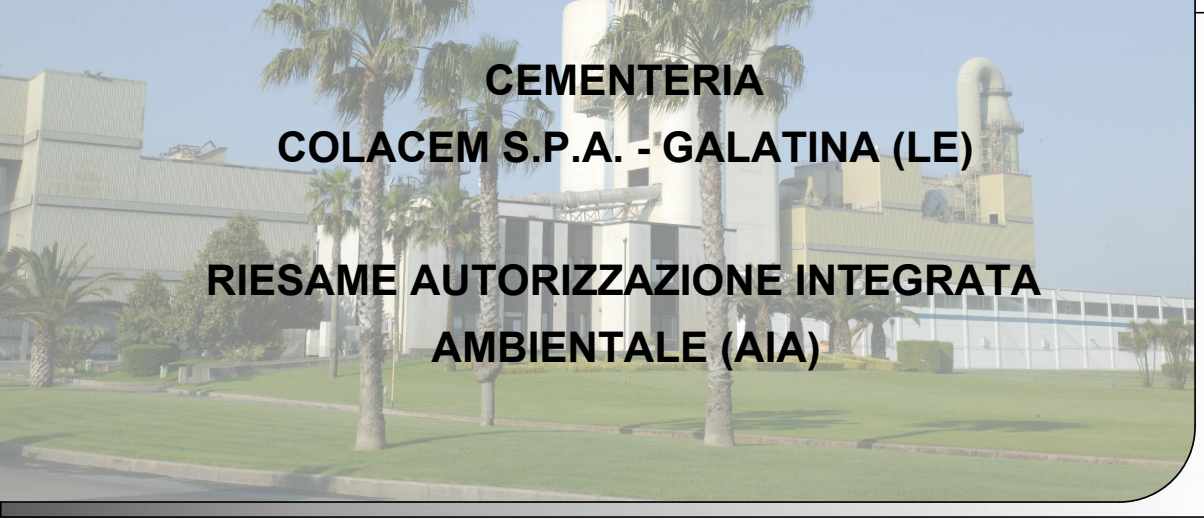 CEMENTERIA
COLACEM S.P.A. - GALATINA (LE)
RIESAME AUTORIZZAZIONE INTEGRATA
AMBIENTALE (AIA)